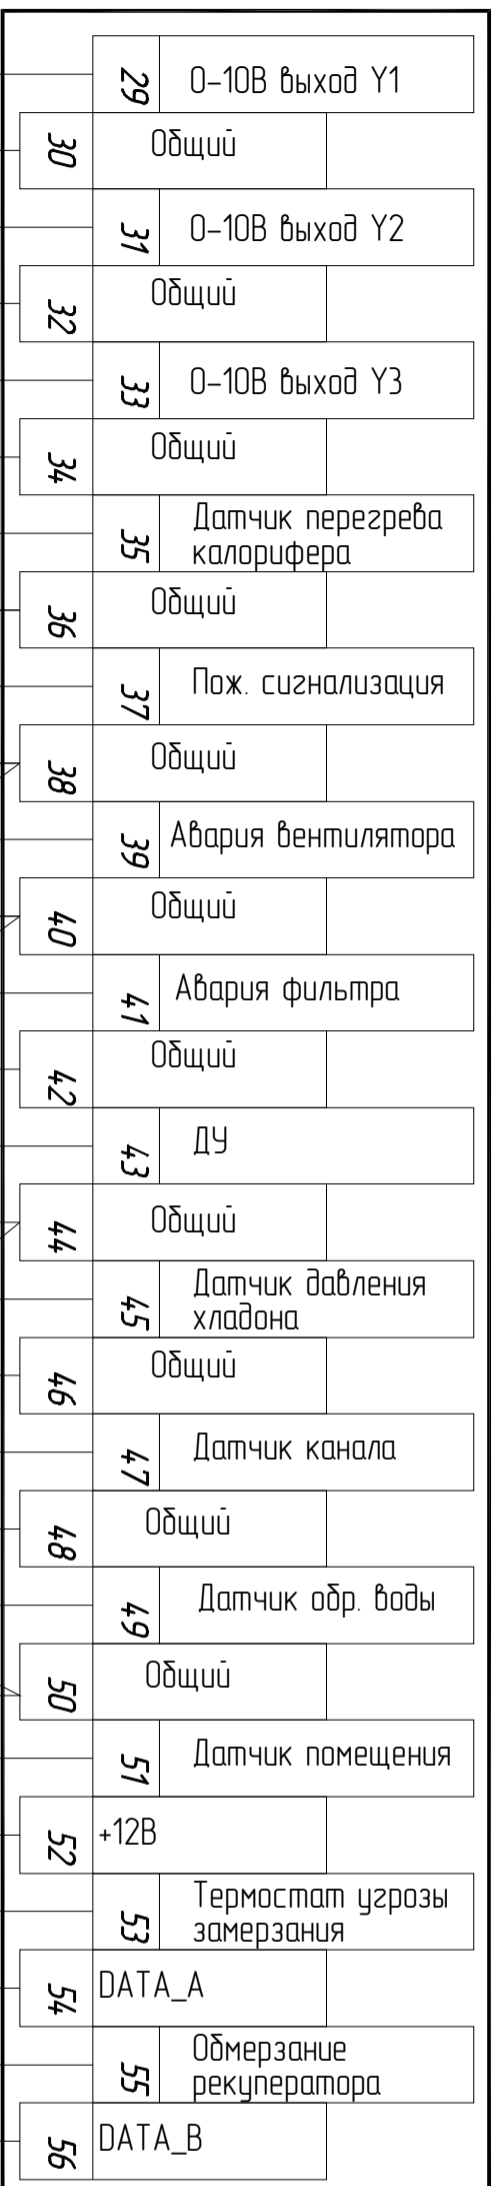 29 0-10В выход Y1
30 Общий
31 0-10В выход Y2
32 Общий
33 0-10В выход Y3
34 Общий
35 Датчик перегрева
калорифера
36 Общий
37 Пож. сигнализация
38 Общий
39 Авария вентилятора
40 Общий
41 Авария фильтра
42 Общий
43 ДУ
44 Общий
45 Датчик давления
хладона
46 Общий
47 Датчик канала
48 Общий
49 Датчик обр. воды
50 Общий
51 Датчик помещения
52 +12В
53 Термостат угрозы
замерзания
54 DATA_A
55 Обмерзание
рекуператора
56 DATA_B